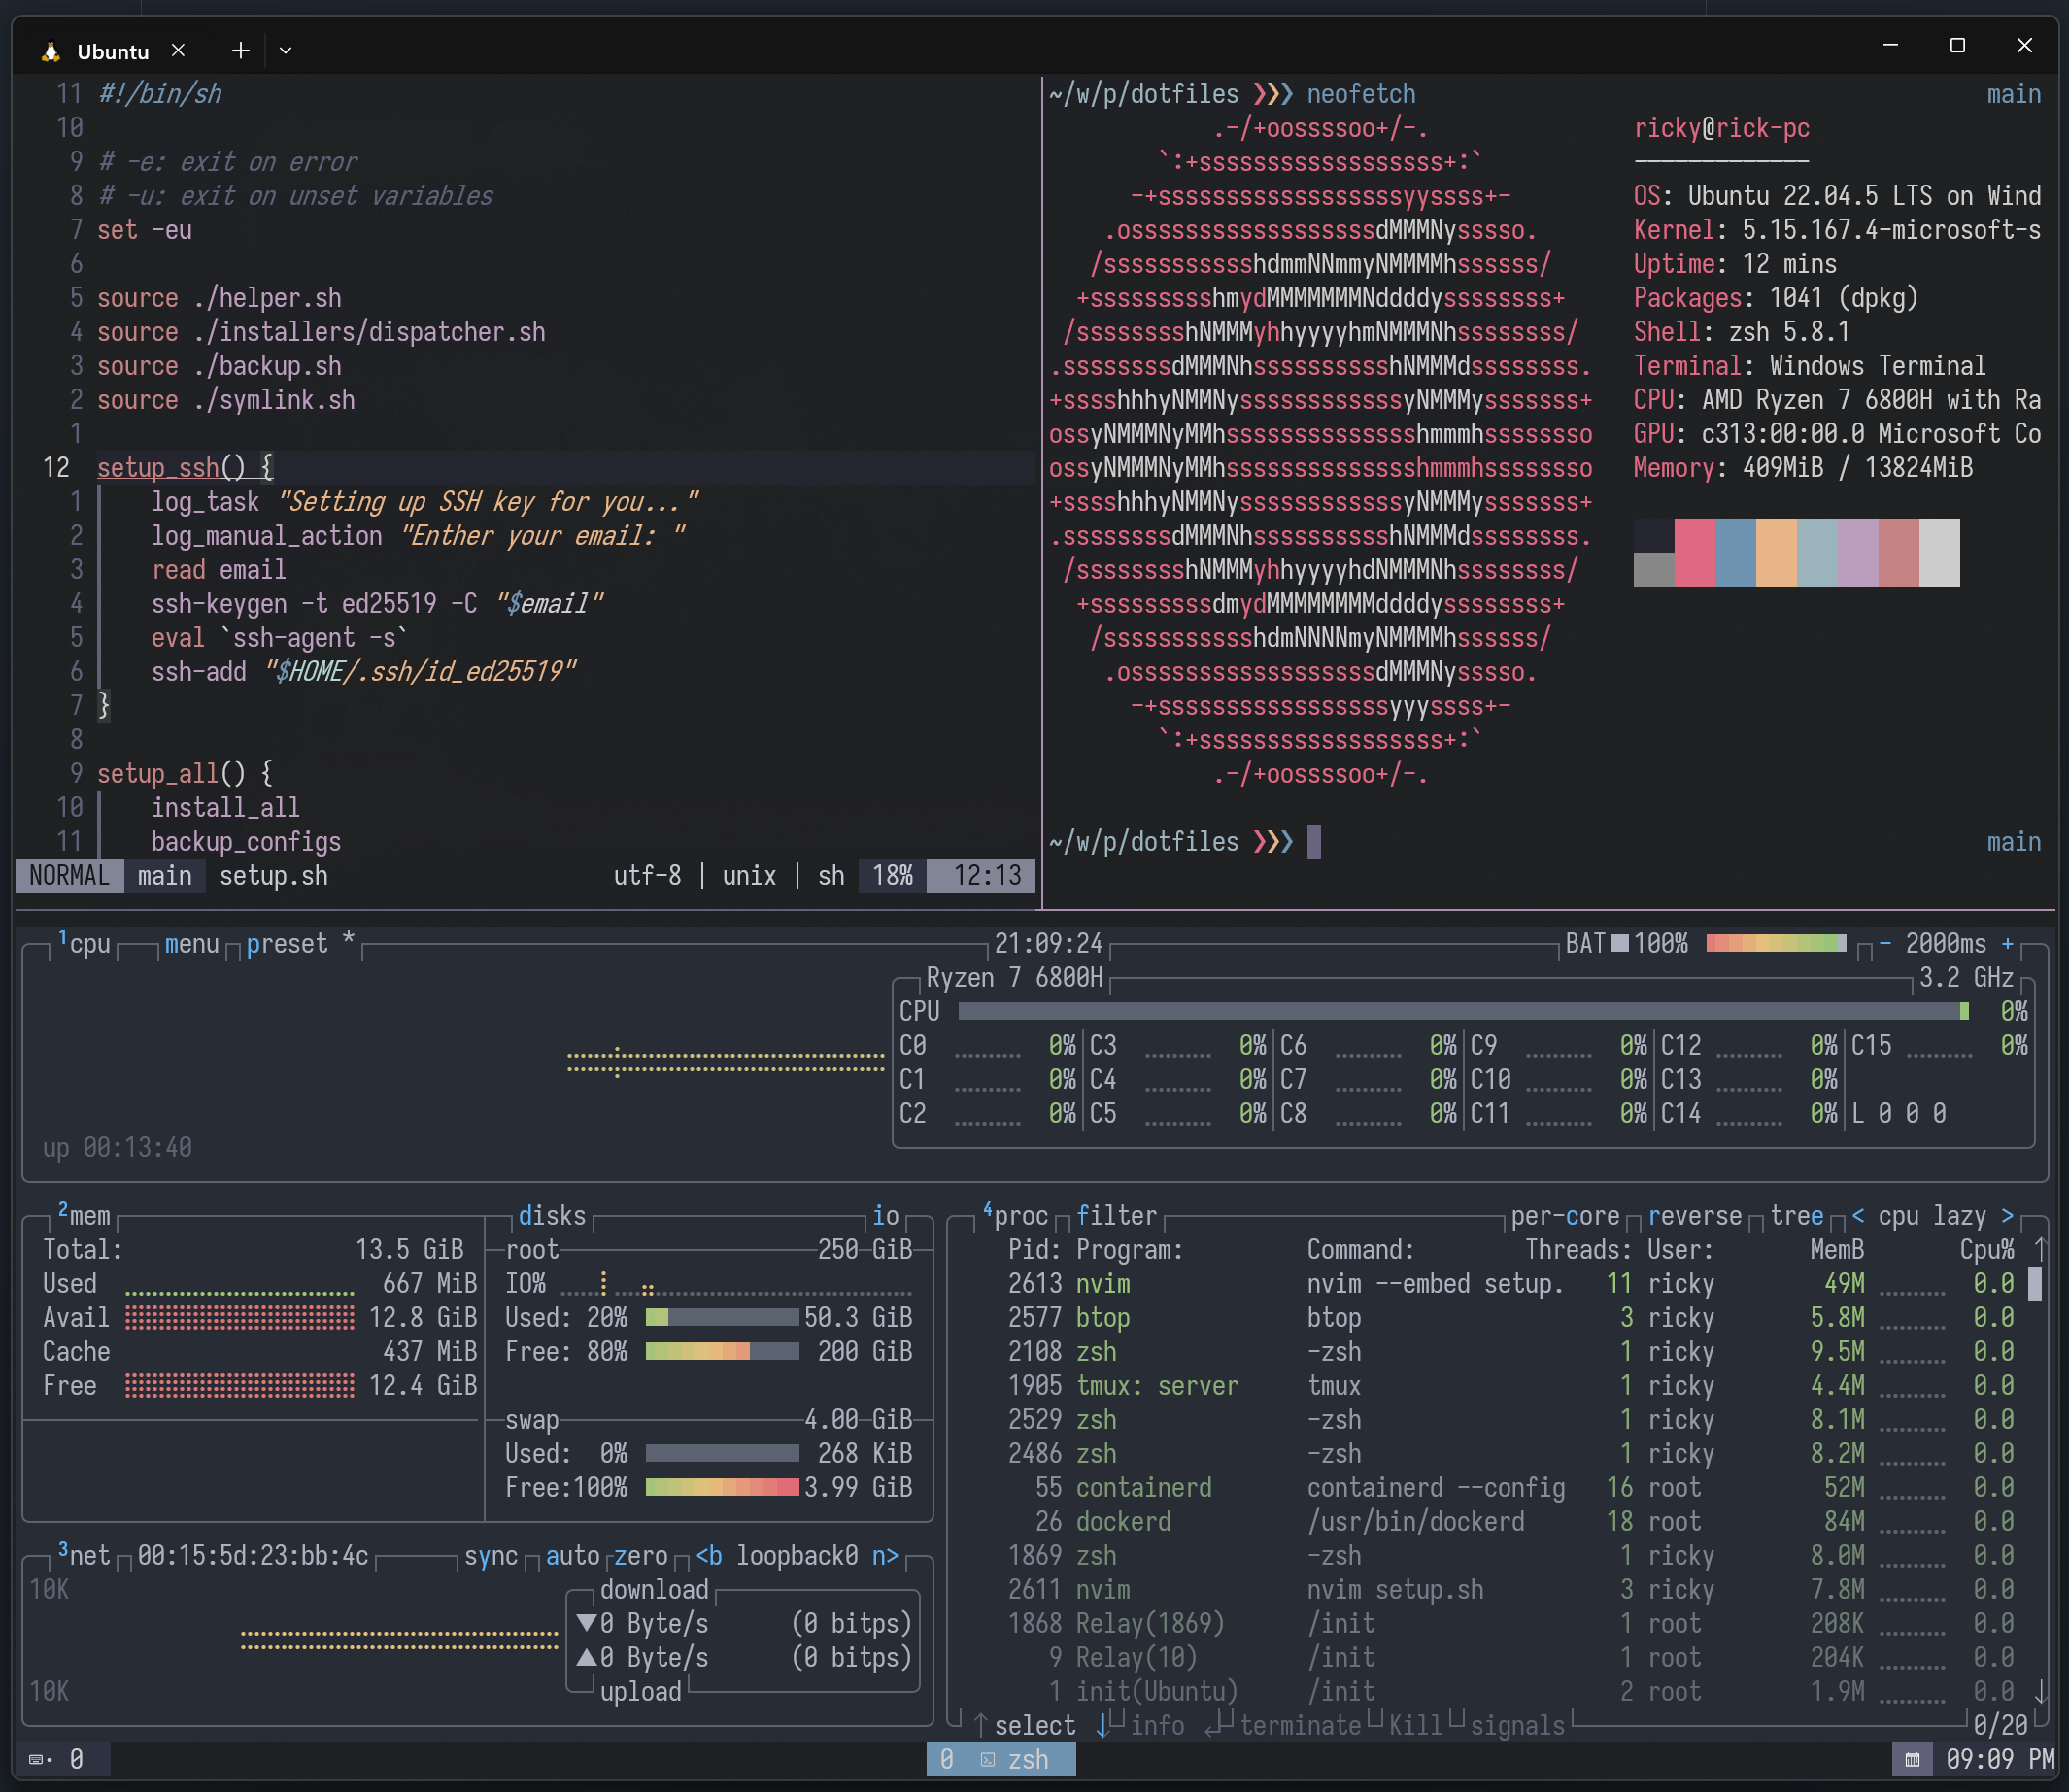 Ubuntu
11 #!/bin/sh
10
9 # -e: exit on error
8 # -u: exit on unset variables
7 set -eu
6
5 source ./helper.sh
4 source ./installers/dispatcher.sh
3 source ./backup.sh
2 source ./symlink.sh
1
12 setup_ssh() {
1 log_task "Setting up SSH key for you..."
2 log_manual_action "Enther your email: "
3 read email
4 ssh-keygen -t ed25519 -C "$email"
5 eval `ssh-agent -s`
6 ssh-add "$HOME/.ssh/id_ed25519"
7 }
8
9 setup_all() {
10 install_all
11 backup_configs
NORMAL main setup.sh utf-8 | unix | sh 18% 12:13
~/w/p/dotfiles ❯❯❯ neofetch main
.-/+oossssoo+/-.
`:+ssssssssssssssssss+:`
-+ssssssssssssssssssyyssss+-
.ossssssssssssssssssdMMMNysssso.
/ssssssssssshdmmNNmmyNMMMMhssssss/
+ssssssssshmydMMMMMMMNddddyssssssss+
/sssssssshNMMMyhhyyyyhmNMMMNhssssssss/
.ssssssssdMMMNhsssssssssshNMMMdssssssss.
+sssshhhyNMMNyssssssssssssyNMMMysssssss+
ossyNMMMNyMMhsssssssssssssshmmmhssssssso
ossyNMMMNyMMhsssssssssssssshmmmhssssssso
+sssshhhyNMMNyssssssssssssyNMMMysssssss+
.ssssssssdMMMNhsssssssssshNMMMdssssssss.
/sssssssshNMMMyhhyyyyhdNMMMNhssssssss/
+sssssssssdmydMMMMMMMMddddyssssssss+
/ssssssssssshdmNNNNmyNMMMMhssssss/
.ossssssssssssssssssdMMMNysssso.
-+sssssssssssssssssyyyssss+-
`:+ssssssssssssssssss+:`
.-/+oossssoo+/-.
ricky@rick-pc
-------------
OS: Ubuntu 22.04.5 LTS on Wind
Kernel: 5.15.167.4-microsoft-s
Uptime: 12 mins
Packages: 1041 (dpkg)
Shell: zsh 5.8.1
Terminal: Windows Terminal
CPU: AMD Ryzen 7 6800H with Ra
GPU: c313:00:00.0 Microsoft Co
Memory: 409MiB / 13824MiB
~/w/p/dotfiles ❯❯❯ main
¹cpu menu preset * 21:09:24 BAT■100% - 2000ms +
Ryzen 7 6800H 3.2 GHz
CPU 0%
C0 0% C3 0% C6 0% C9 0% C12 0% C15 0%
C1 0% C4 0% C7 0% C10 0% C13 0%
C2 0% C5 0% C8 0% C11 0% C14 0% L 0 0 0
up 00:13:40
²mem
Total: 13.5 GiB
Used 667 MiB
Avail 12.8 GiB
Cache 437 MiB
Free 12.4 GiB
disks io
root 250 GiB
IO%
Used: 20% 50.3 GiB
Free: 80% 200 GiB
swap 4.00 GiB
Used: 0% 268 KiB
Free:100% 3.99 GiB
³net 00:15:5d:23:bb:4c sync auto zero <b loopback0 n>
10K
download
▼0 Byte/s (0 bitps)
▲0 Byte/s (0 bitps)
upload
10K
⁴proc filter per-core reverse tree < cpu lazy >
Pid: Program: Command: Threads: User: MemB Cpu% ↑
2613 nvim nvim --embed setup. 11 ricky 49M 0.0
2577 btop btop 3 ricky 5.8M 0.0
2108 zsh -zsh 1 ricky 9.5M 0.0
1905 tmux: server tmux 1 ricky 4.4M 0.0
2529 zsh -zsh 1 ricky 8.1M 0.0
2486 zsh -zsh 1 ricky 8.2M 0.0
55 containerd containerd --config 16 root 52M 0.0
26 dockerd /usr/bin/dockerd 18 root 84M 0.0
1869 zsh -zsh 1 ricky 8.0M 0.0
2611 nvim nvim setup.sh 3 ricky 7.8M 0.0
1868 Relay(1869) /init 1 root 208K 0.0
9 Relay(10) /init 1 root 204K 0.0
1 init(Ubuntu) /init 2 root 1.9M 0.0 ↓
↑ select ↓ info ↲ terminate Kill signals 0/20
0 0 zsh 09:09 PM